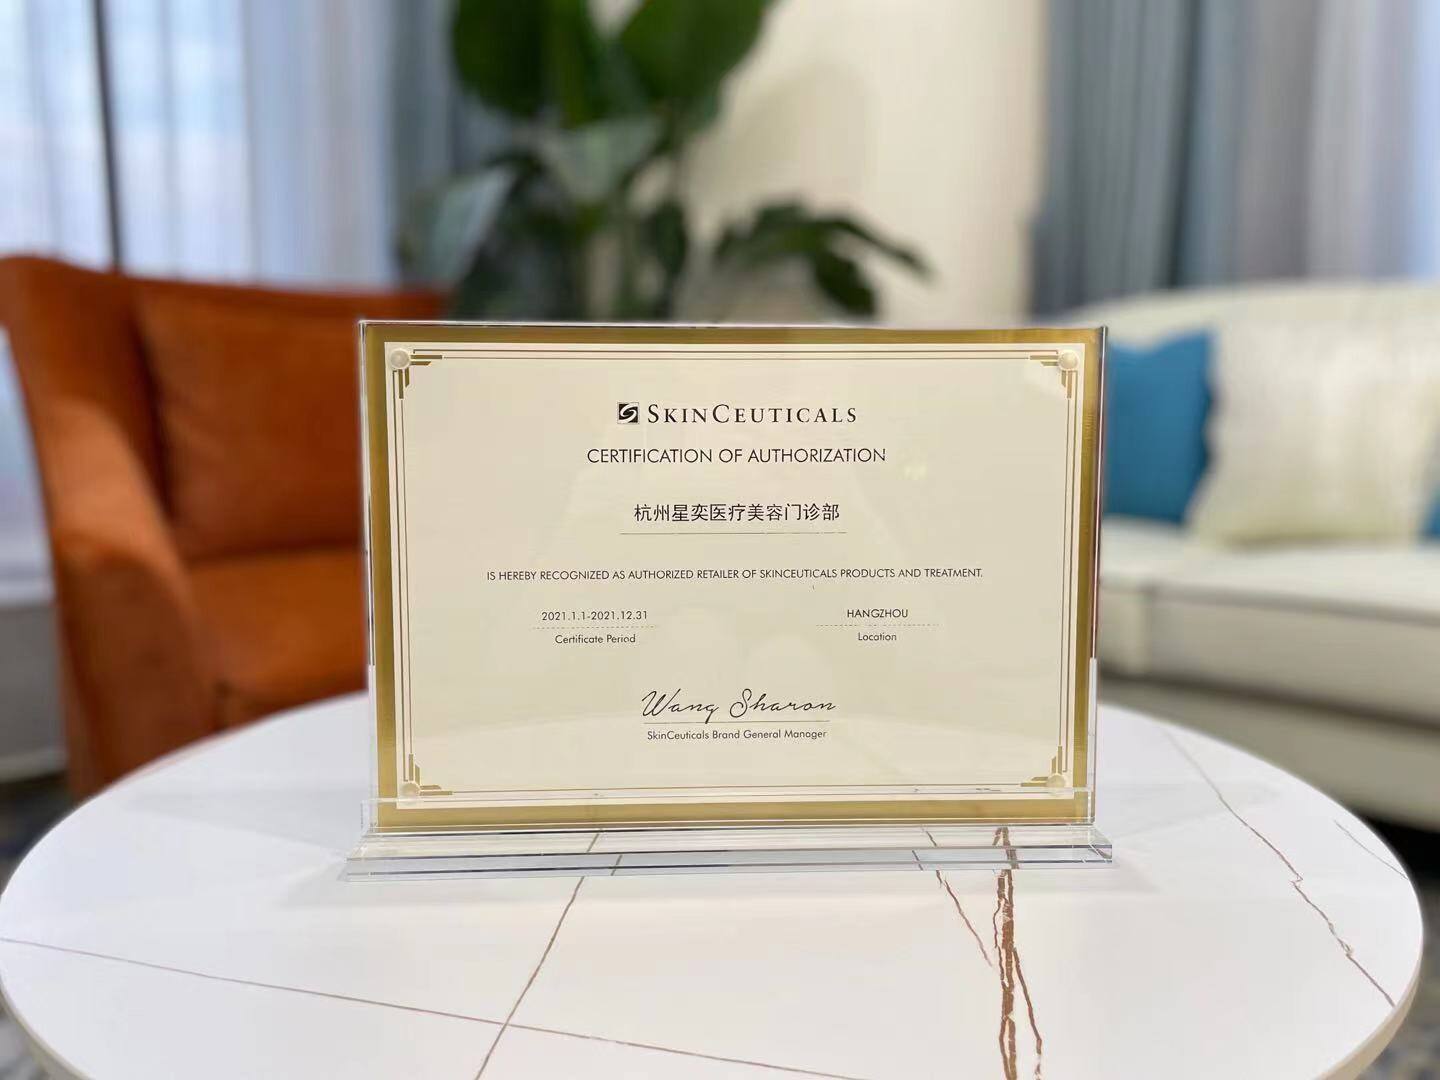 SKINCEUTICALS
CERTIFICATION OF AUTHORIZATION
杭州星奕医疗美容门诊部
IS HEREBY RECOGNIZED AS AUTHORIZED RETAILER OF SKINCEUTICALS PRODUCTS AND TREATMENT.
2021.1.1-2021.12.31
Certificate Period
HANGZHOU
Location
Wang Sharon
SkinCeuticals Brand General Manager